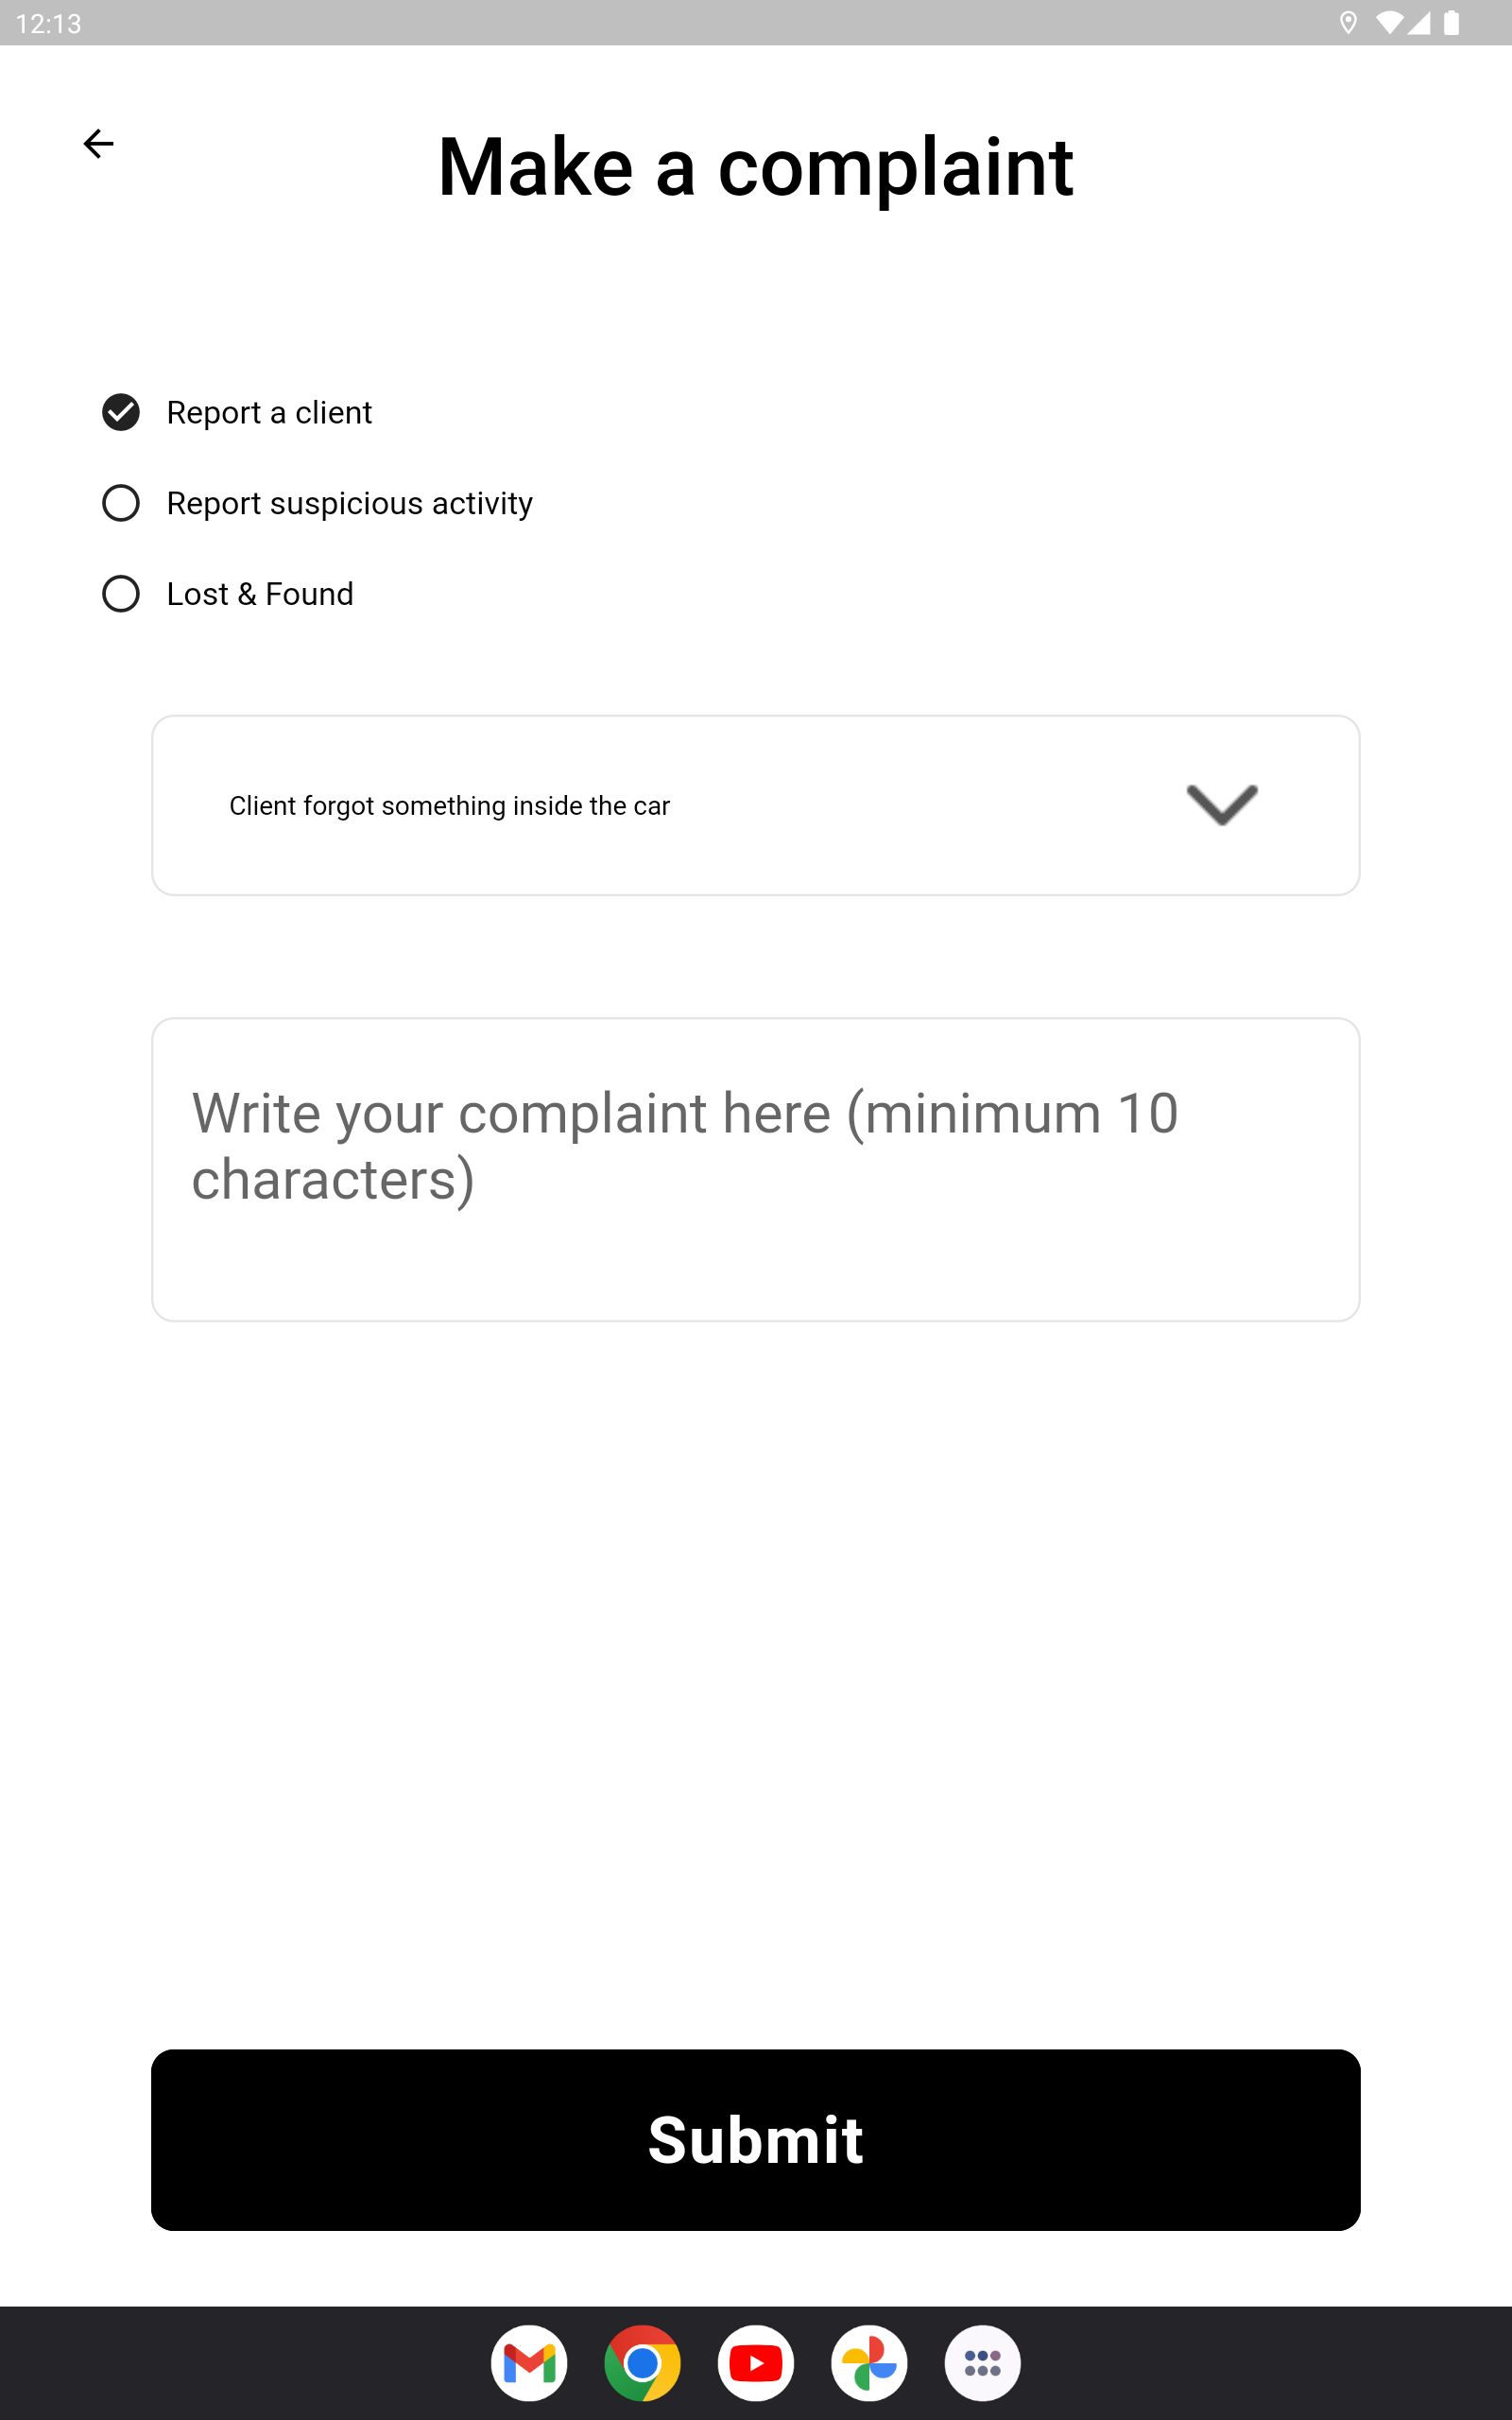 12:13
Make a complaint
Report a client
Report suspicious activity
Lost & Found
Client forgot something inside the car
Write your complaint here (minimum 10
characters)
Submit